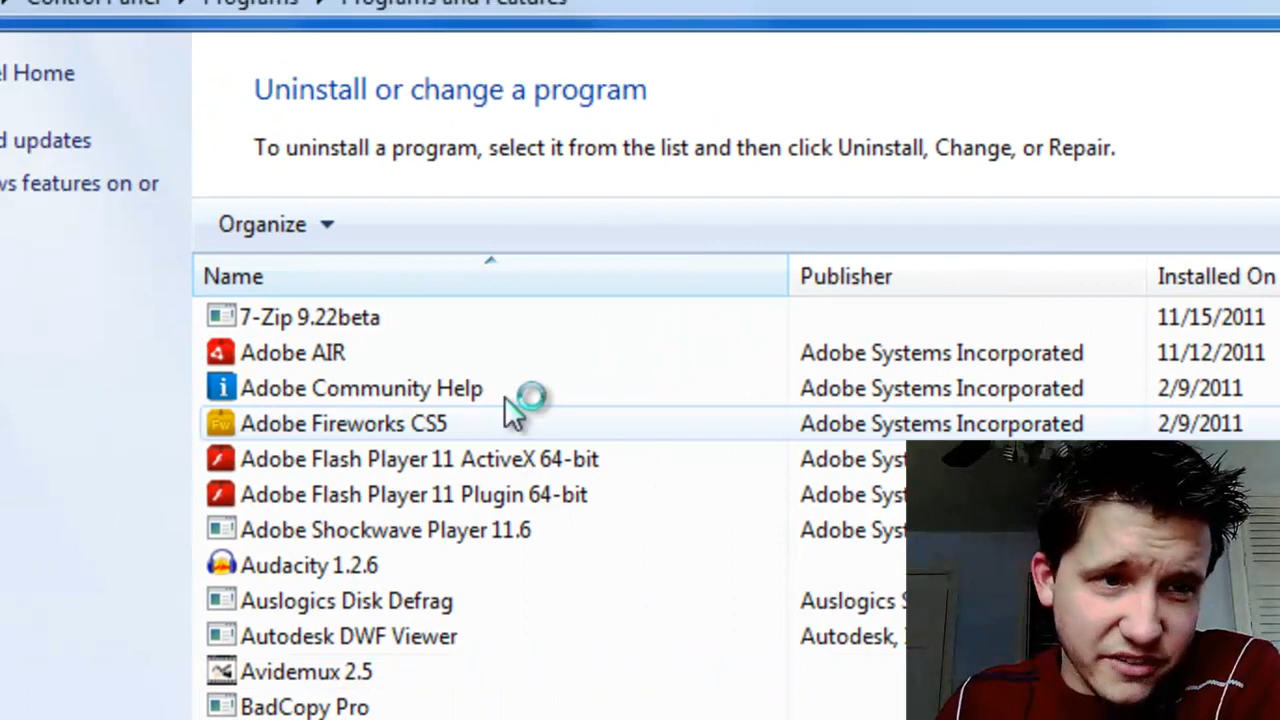 Control Panel Programs Programs and Features
el Home
Uninstall or change a program
d updates
To uninstall a program, select it from the list and then click Uninstall, Change, or Repair.
ws features on or
Organize
Name Publisher Installed On
7-Zip 9.22beta 11/15/2011
Adobe AIR Adobe Systems Incorporated 11/12/2011
Adobe Community Help Adobe Systems Incorporated 2/9/2011
Adobe Fireworks CS5 Adobe Systems Incorporated 2/9/2011
Adobe Flash Player 11 ActiveX 64-bit Adobe Syst
Adobe Flash Player 11 Plugin 64-bit Adobe Syst
Adobe Shockwave Player 11.6 Adobe Syst
Audacity 1.2.6
Auslogics Disk Defrag Auslogics S
Autodesk DWF Viewer Autodesk,
Avidemux 2.5
BadCopy Pro